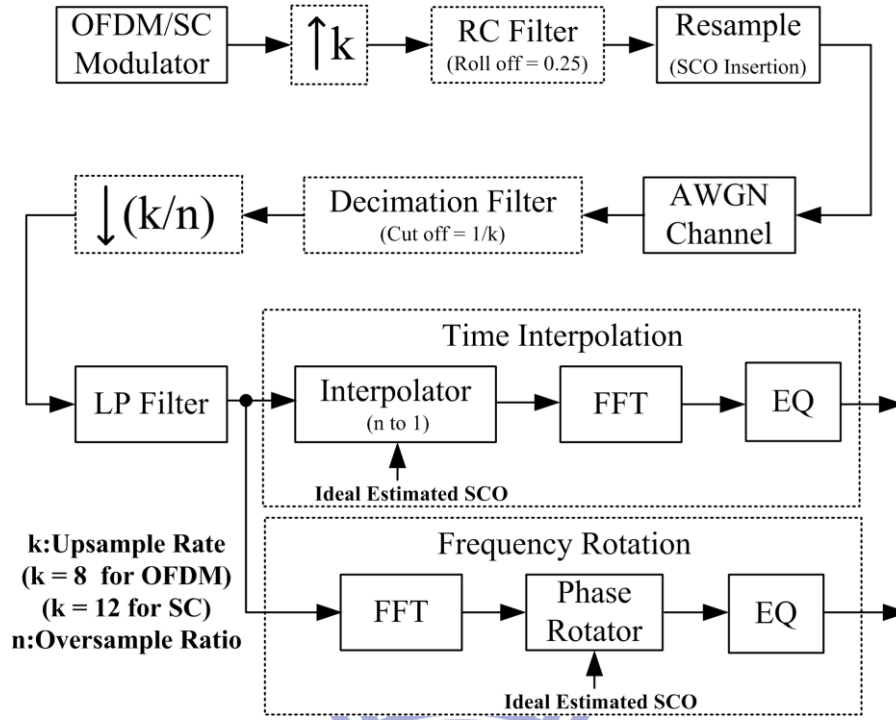 OFDM/SC
Modulator
↑k
RC Filter
(Roll off = 0.25)
Resample
(SCO Insertion)
↓(k/n)
Decimation Filter
(Cut off = 1/k)
AWGN
Channel
Time Interpolation
LP Filter
Interpolator
(n to 1)
FFT
EQ
Ideal Estimated SCO
k:Upsample Rate
(k = 8 for OFDM)
(k = 12 for SC)
n:Oversample Ratio
Frequency Rotation
FFT
Phase
Rotator
EQ
Ideal Estimated SCO